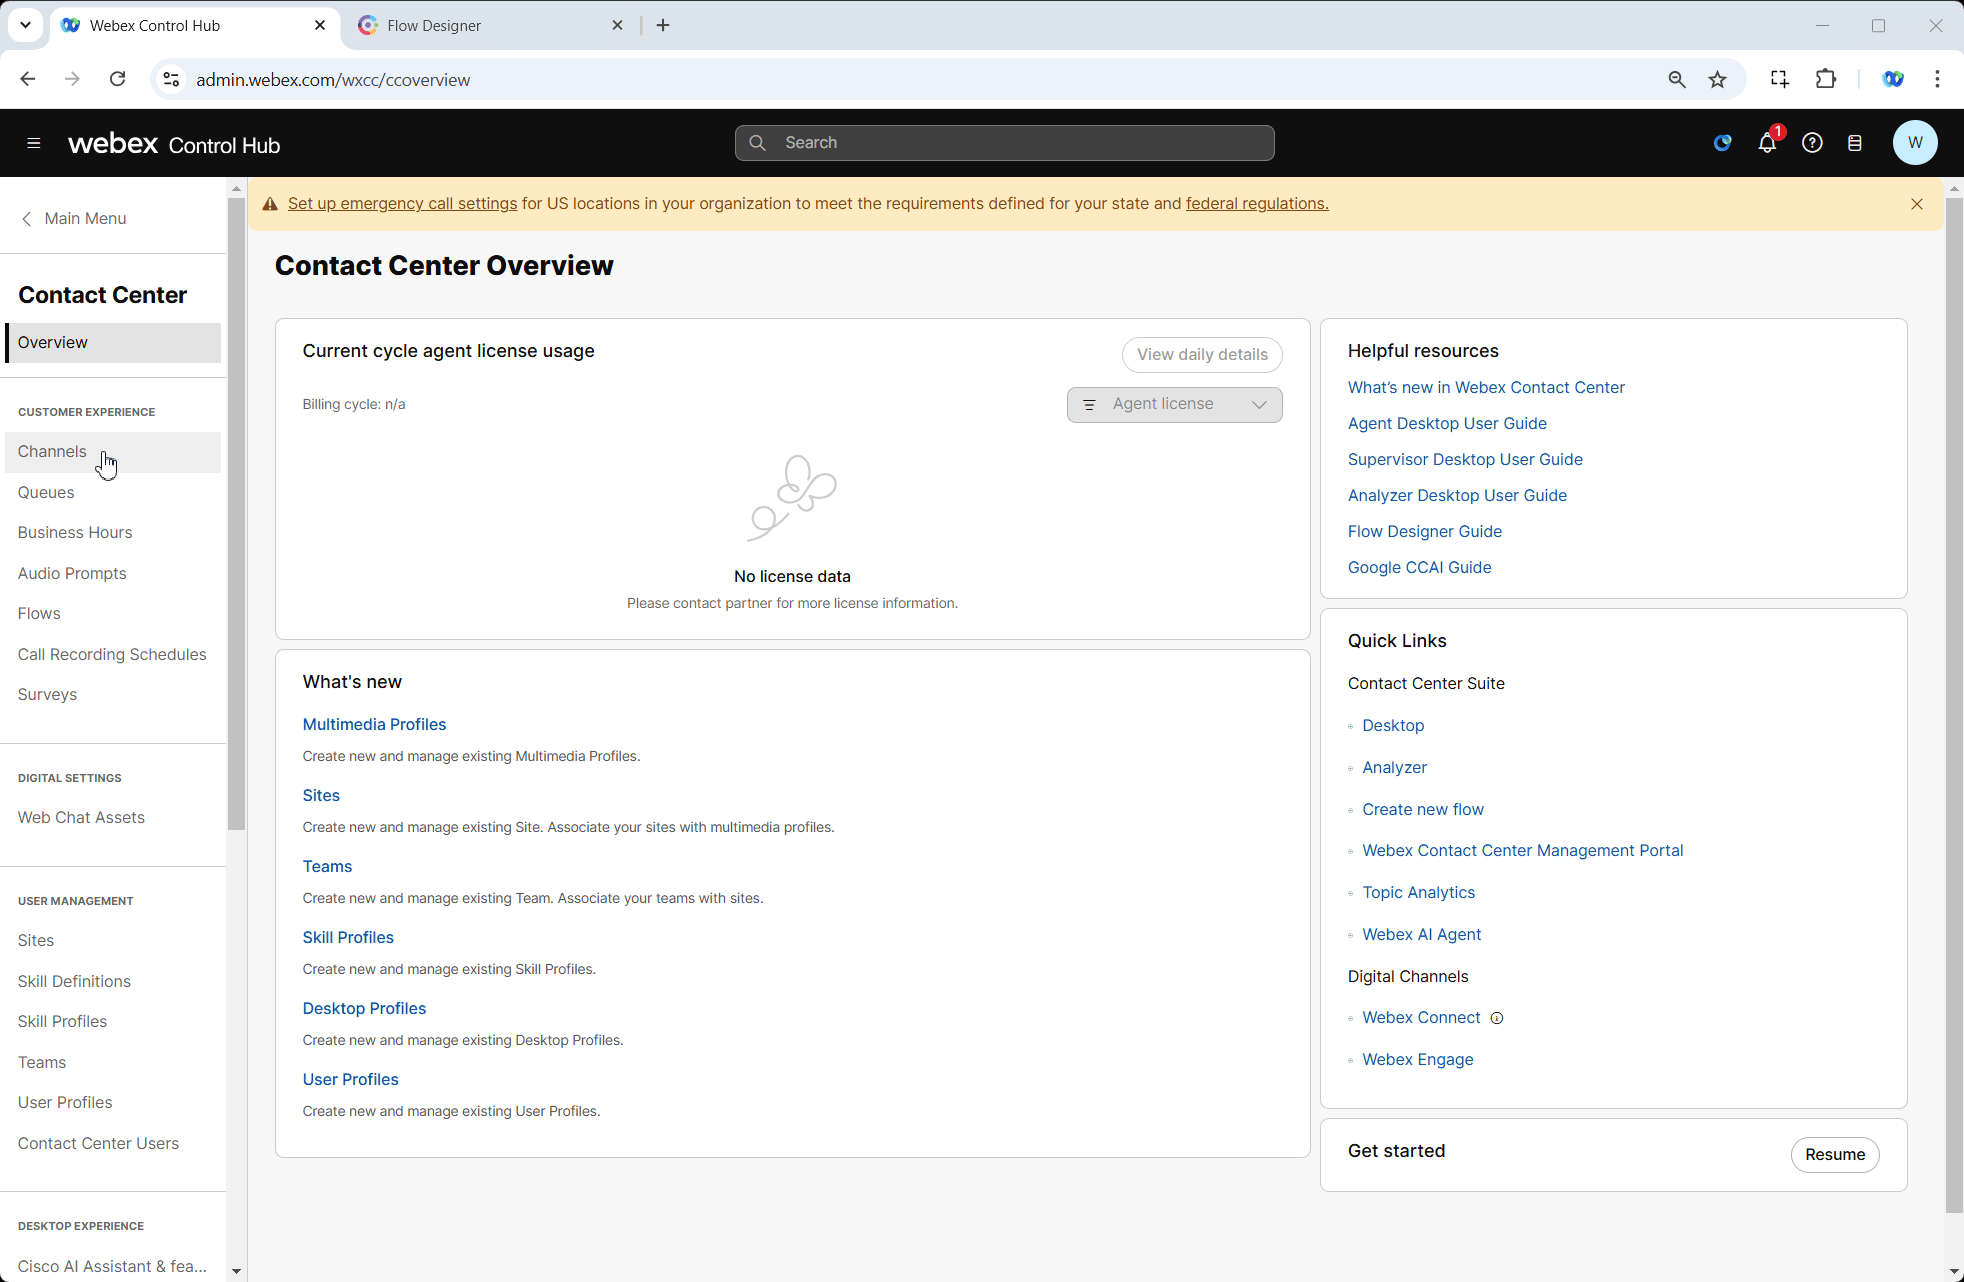 Webex Control Hub
Flow Designer
admin.webex.com/wxcc/ccoverview
webex Control Hub
Search
1
W
Set up emergency call settings for US locations in your organization to meet the requirements defined for your state and federal regulations.
Main Menu
Contact Center
Overview
CUSTOMER EXPERIENCE
Channels
Queues
Business Hours
Audio Prompts
Flows
Call Recording Schedules
Surveys
DIGITAL SETTINGS
Web Chat Assets
USER MANAGEMENT
Sites
Skill Definitions
Skill Profiles
Teams
User Profiles
Contact Center Users
DESKTOP EXPERIENCE
Cisco AI Assistant & fea...
Contact Center Overview
Current cycle agent license usage
View daily details
Billing cycle: n/a
Agent license
No license data
Please contact partner for more license information.
What's new
Multimedia Profiles
Create new and manage existing Multimedia Profiles.
Sites
Create new and manage existing Site. Associate your sites with multimedia profiles.
Teams
Create new and manage existing Team. Associate your teams with sites.
Skill Profiles
Create new and manage existing Skill Profiles.
Desktop Profiles
Create new and manage existing Desktop Profiles.
User Profiles
Create new and manage existing User Profiles.
Helpful resources
What's new in Webex Contact Center
Agent Desktop User Guide
Supervisor Desktop User Guide
Analyzer Desktop User Guide
Flow Designer Guide
Google CCAI Guide
Quick Links
Contact Center Suite
Desktop
Analyzer
Create new flow
Webex Contact Center Management Portal
Topic Analytics
Webex AI Agent
Digital Channels
Webex Connect
Webex Engage
Get started
Resume